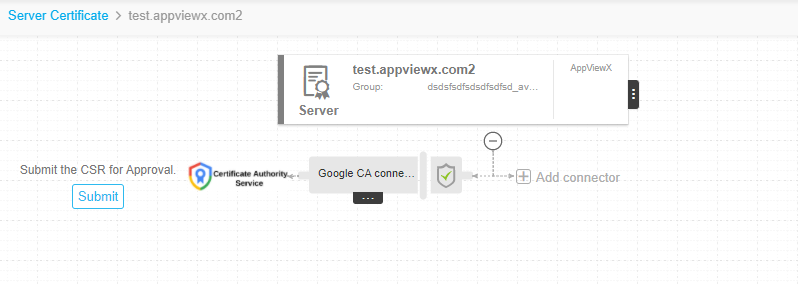 Server Certificate > test.appviewx.com2
test.appviewx.com2
AppViewX
Group: dsdsfsdfsdsdfsdfsd_av...
Server
Submit the CSR for Approval.
Submit
Certificate Authority
Service
Google CA conne...
Add connector